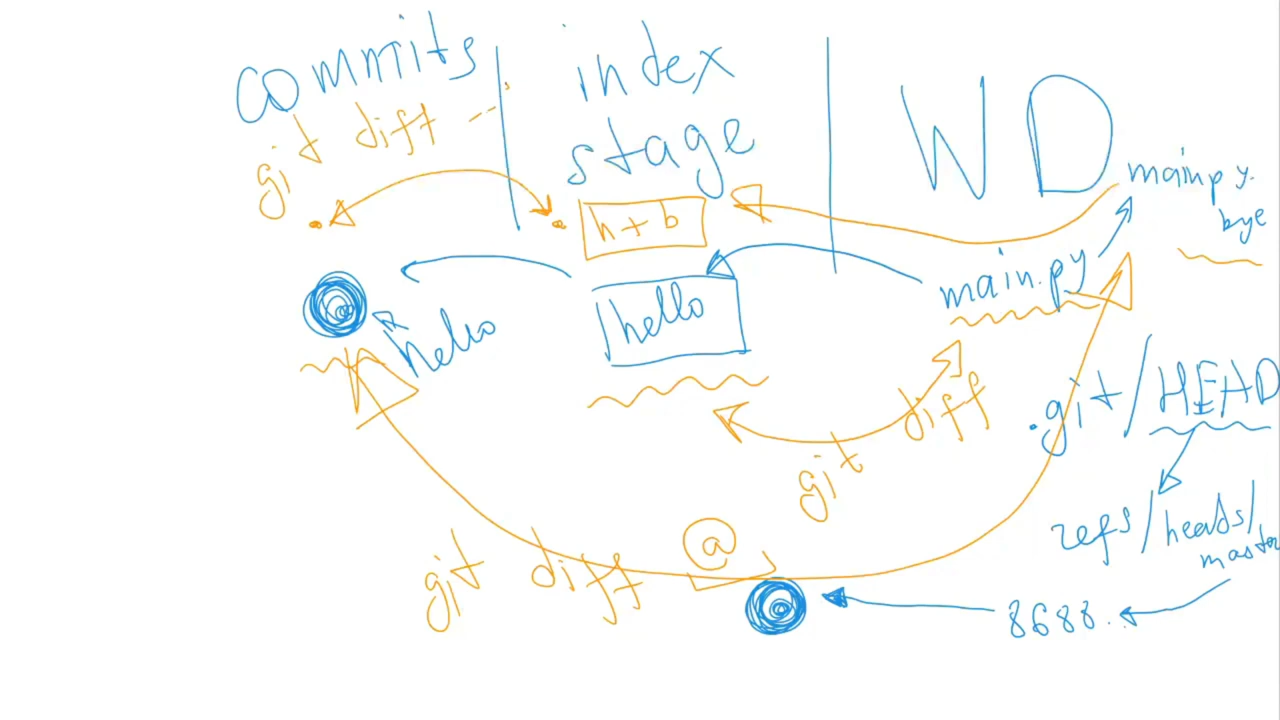 commits
index
stage
WD
git diff --
main.py.
bye
h+b
main.py
hello
hello
git diff
.git/HEAD
refs/heads/
master
git diff @
8688.